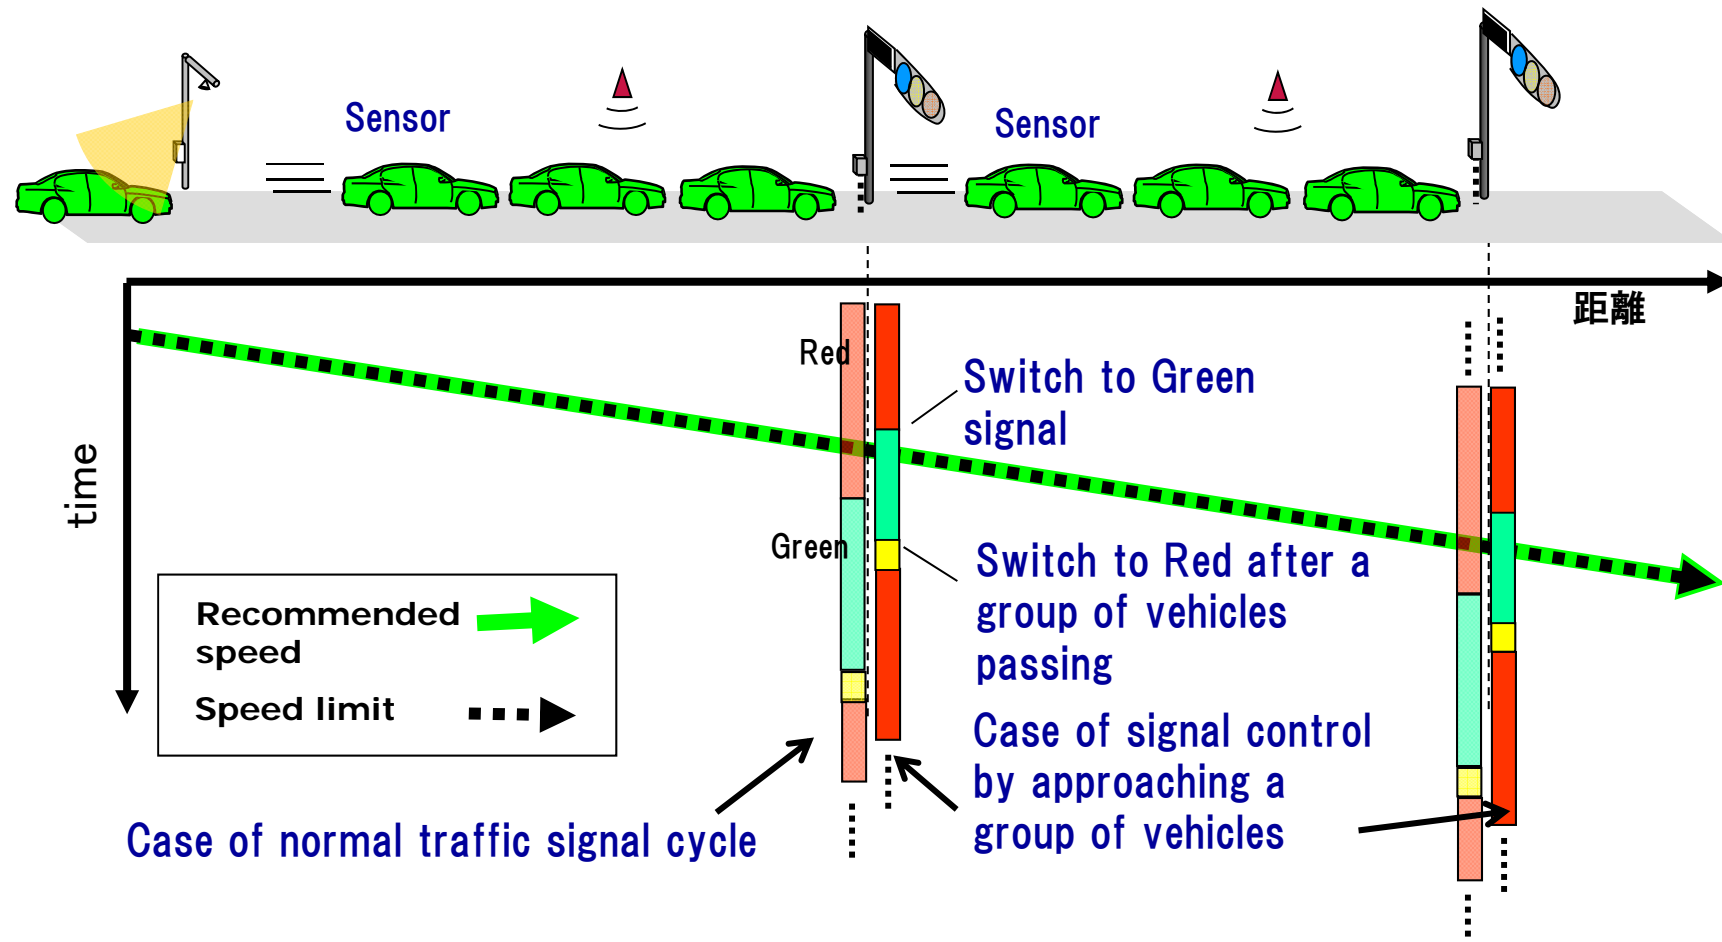 Sensor
Sensor
距離
Red
Switch to Green
signal
time
Green
Switch to Red after a
group of vehicles
passing
Recommended
speed
Speed limit
Case of signal control
by approaching a
group of vehicles
Case of normal traffic signal cycle